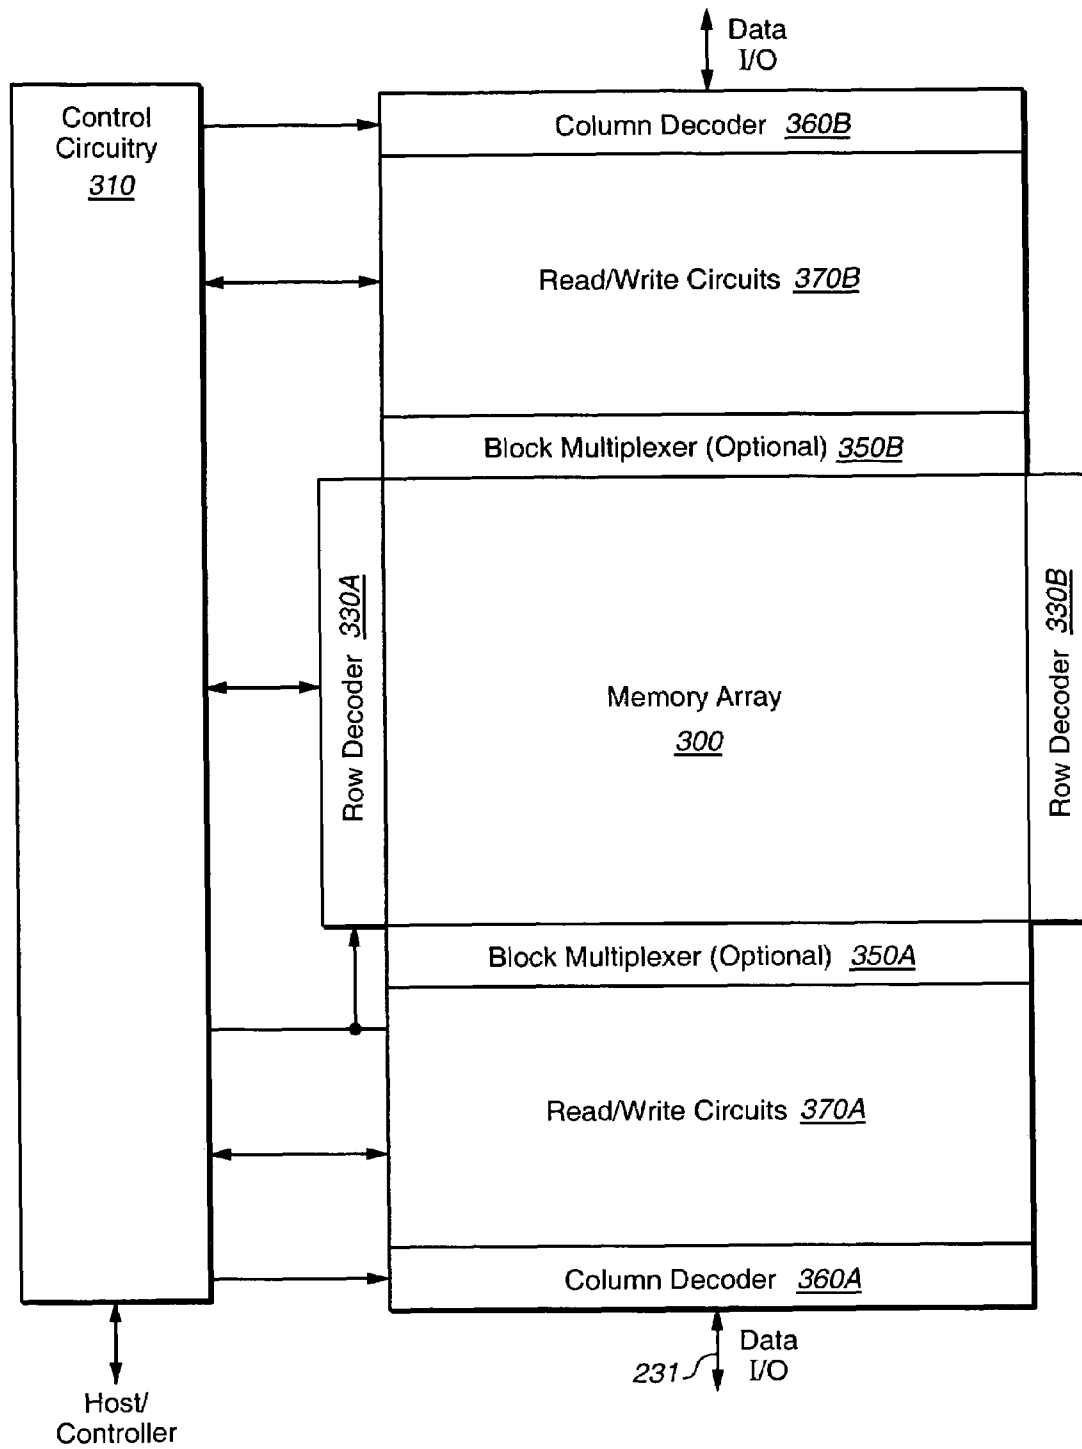 Data
I/O
Control
Circuitry
310
Column Decoder 360B
Read/Write Circuits 370B
Block Multiplexer (Optional) 350B
Row Decoder 330A
Memory Array
300
Row Decoder 330B
Block Multiplexer (Optional) 350A
Read/Write Circuits 370A
Column Decoder 360A
231
Data
I/O
Host/
Controller